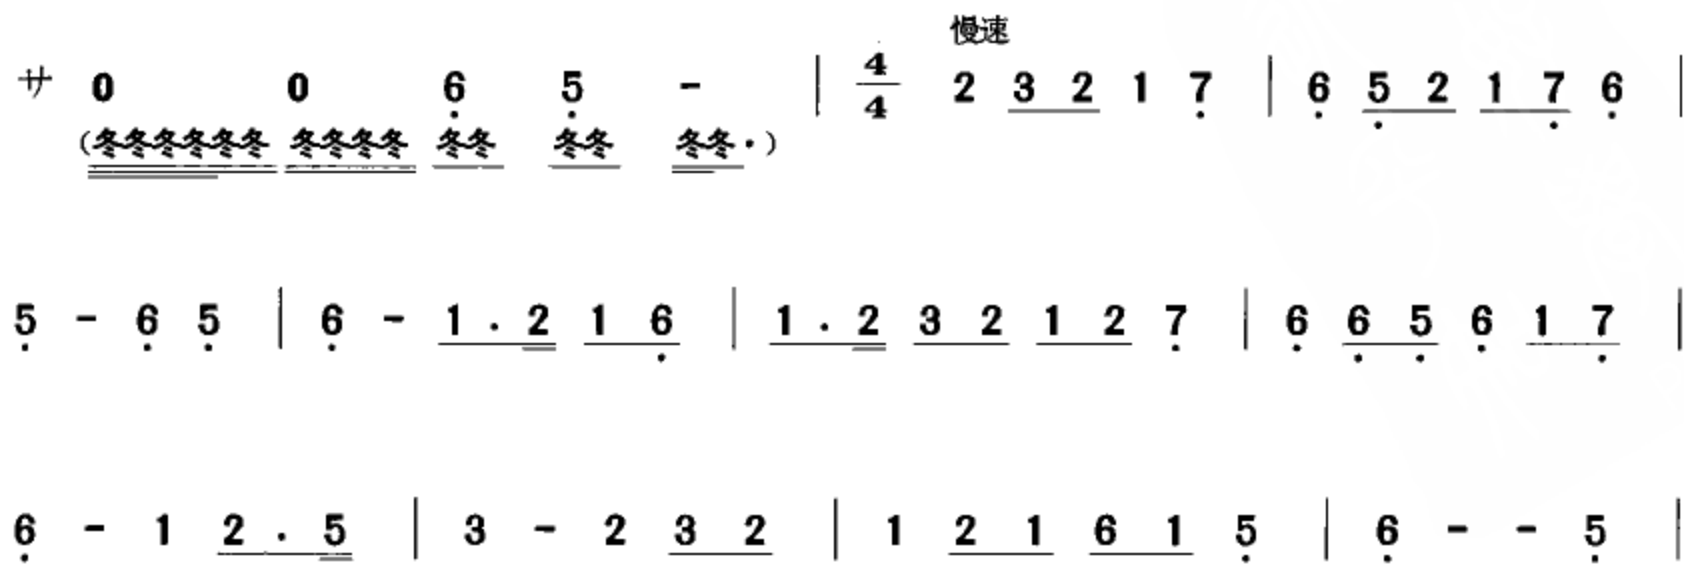 慢速
サ 0 0 6 5 - | 4/4 2 3 2 1 7 | 6 5 2 1 7 6 |
(冬冬冬冬冬冬 冬冬冬冬 冬冬 冬冬 冬冬·)
5 - 6 5 | 6 - 1 . 2 1 6 | 1 . 2 3 2 1 2 7 | 6 6 5 6 1 7 |
6 - 1 2 . 5 | 3 - 2 3 2 | 1 2 1 6 1 5 | 6 - - 5 |